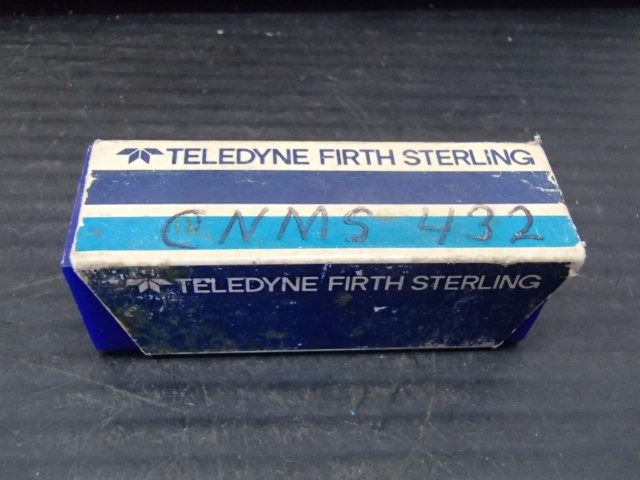 TELEDYNE FIRTH STERLING
CNMS 432
TELEDYNE FIRTH STERLING